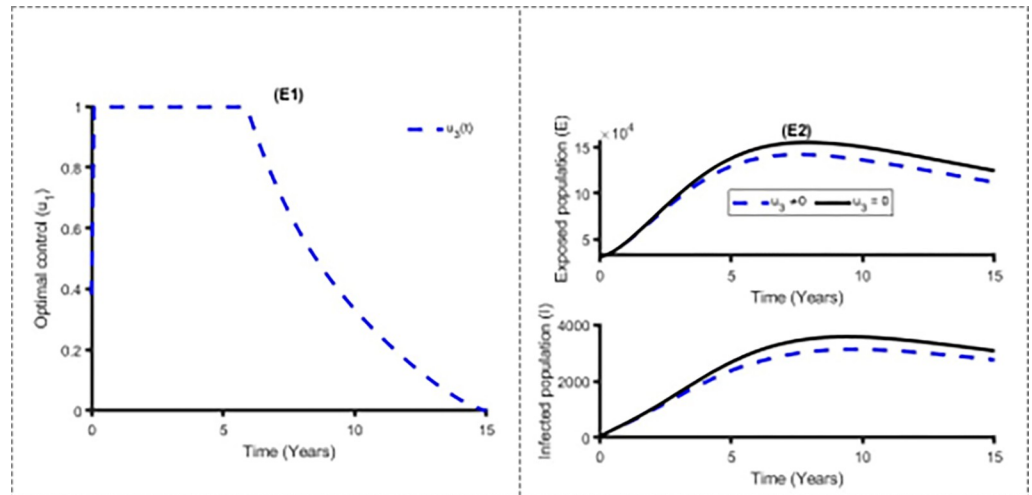 (E1)
Optimal control (u1)
1
0.8
0.6
0.4
0.2
0
u3(t)
0 5 10 15
Time (Years)
(E2)
×10^4
Exposed population (E)
15
10
5
u3 ≠0 u3 = 0
0 5 10 15
Time (Years)
Infected population (I)
4000
2000
0
0 5 10 15
Time (Years)